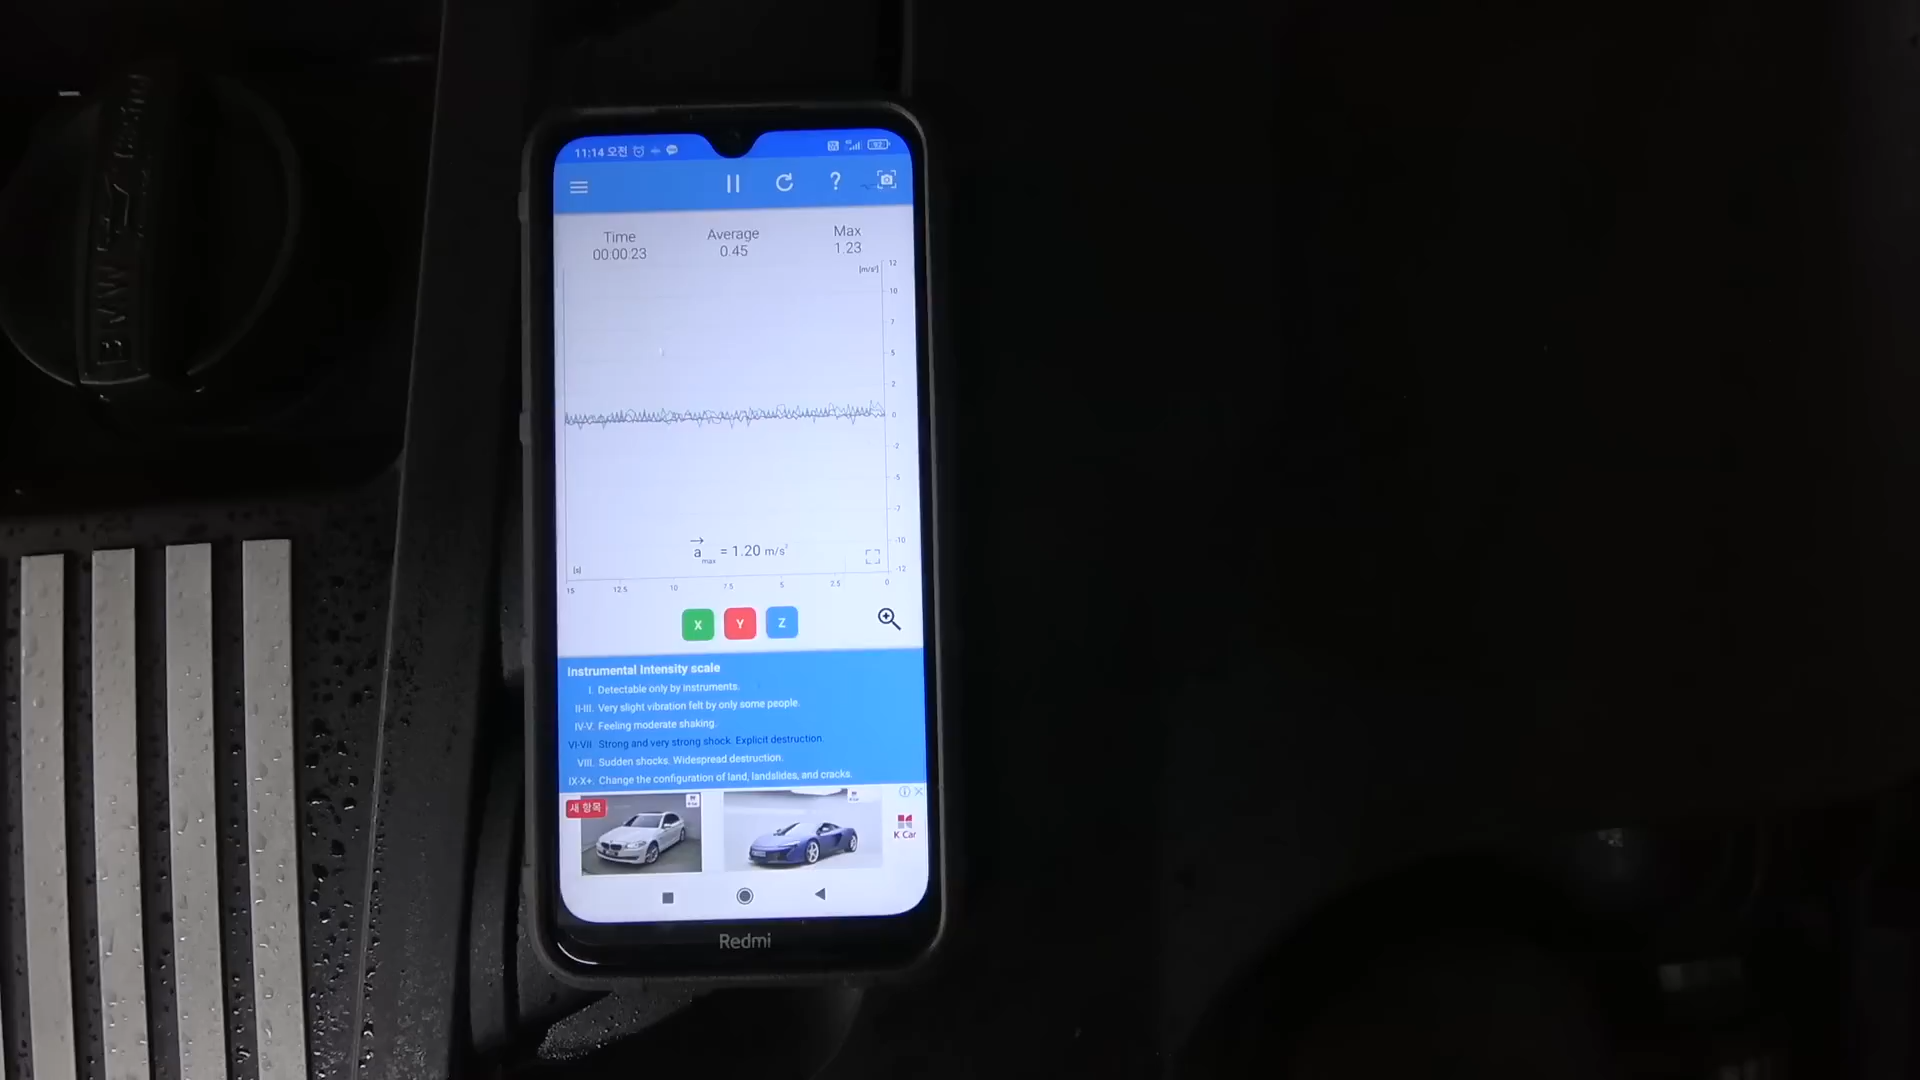 11:14 오전
Time
Average
Max
00:00:23
0.45
1.23
[m/s²]
12
10
7
5
2
0
-2
-5
-7
-10
-12
a max = 1.20 m/s²
[s]
15 12.5 10 7.5 5 2.5 0
X Y Z
Instrumental Intensity scale
I. Detectable only by instruments.
II-III. Very slight vibration felt by only some people.
IV-V. Feeling moderate shaking.
VI-VII. Strong and very strong shock. Explicit destruction.
VIII. Sudden shocks. Widespread destruction.
IX-X+. Change the configuration of land, landslides, and cracks.
새 항목
K Car
Redmi